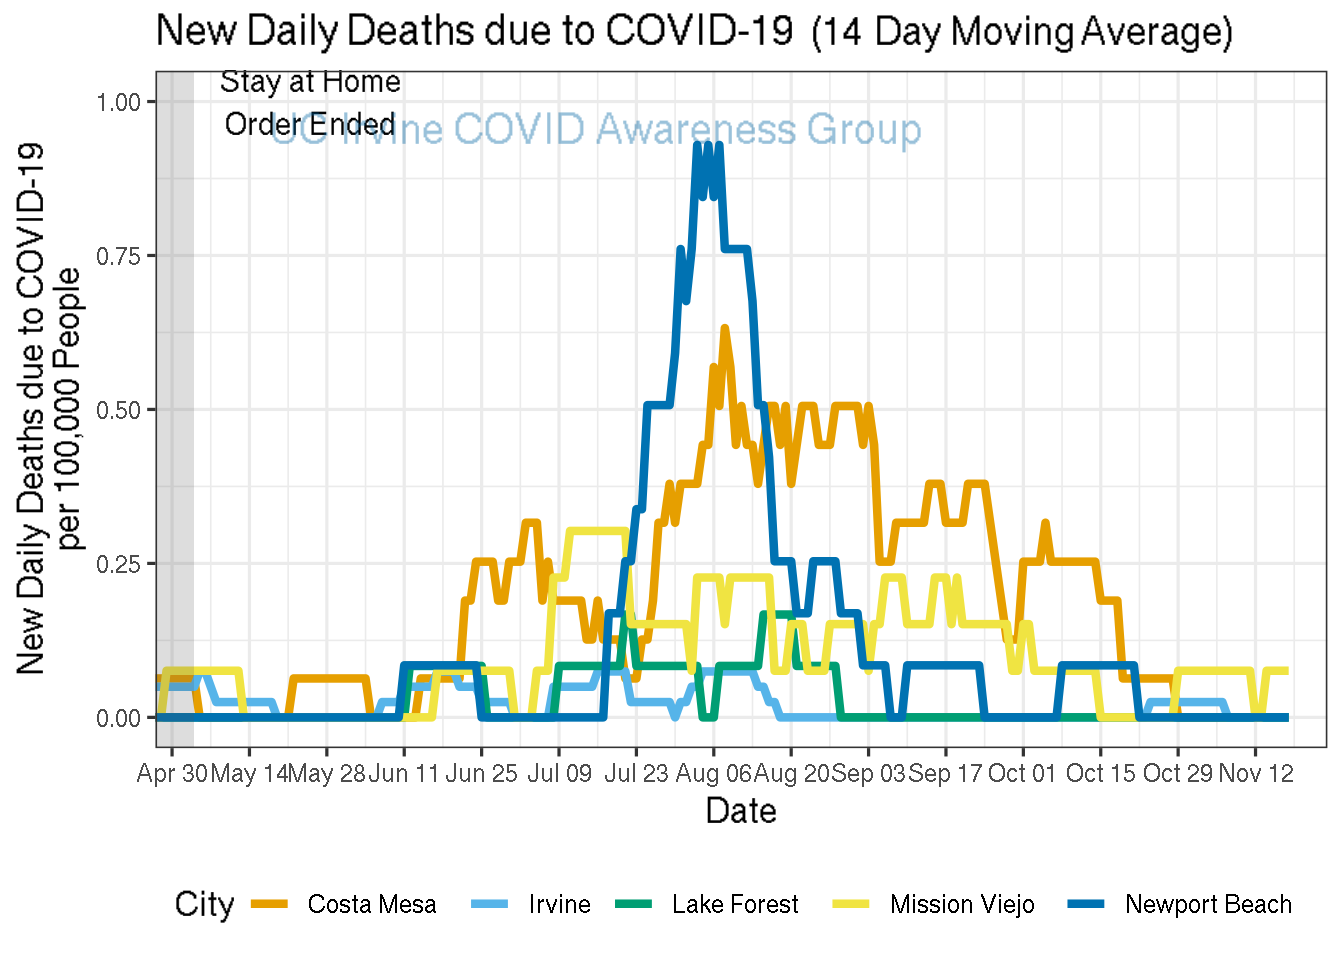 New Daily Deaths due to COVID-19 (14 Day Moving Average)
Stay at Home
Order Ended
UC Irvine COVID Awareness Group
New Daily Deaths due to COVID-19
per 100,000 People
1.00
0.75
0.50
0.25
0.00
Apr 30 May 14 May 28 Jun 11 Jun 25 Jul 09 Jul 23 Aug 06 Aug 20 Sep 03 Sep 17 Oct 01 Oct 15 Oct 29 Nov 12
Date
City Costa Mesa Irvine Lake Forest Mission Viejo Newport Beach